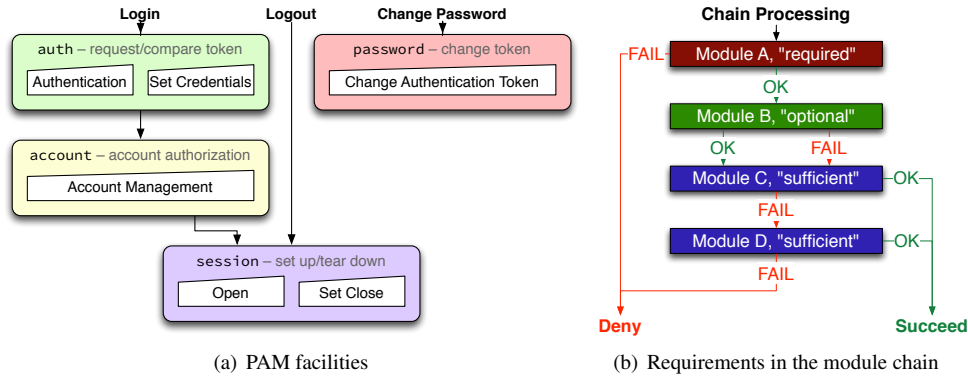 Login
Logout
Change Password
auth – request/compare token
Authentication
Set Credentials
password – change token
Change Authentication Token
account – account authorization
Account Management
session – set up/tear down
Open
Set Close
(a) PAM facilities
Chain Processing
FAIL
Module A, "required"
OK
Module B, "optional"
OK
FAIL
Module C, "sufficient"
OK
FAIL
Module D, "sufficient"
OK
FAIL
Deny
Succeed
(b) Requirements in the module chain